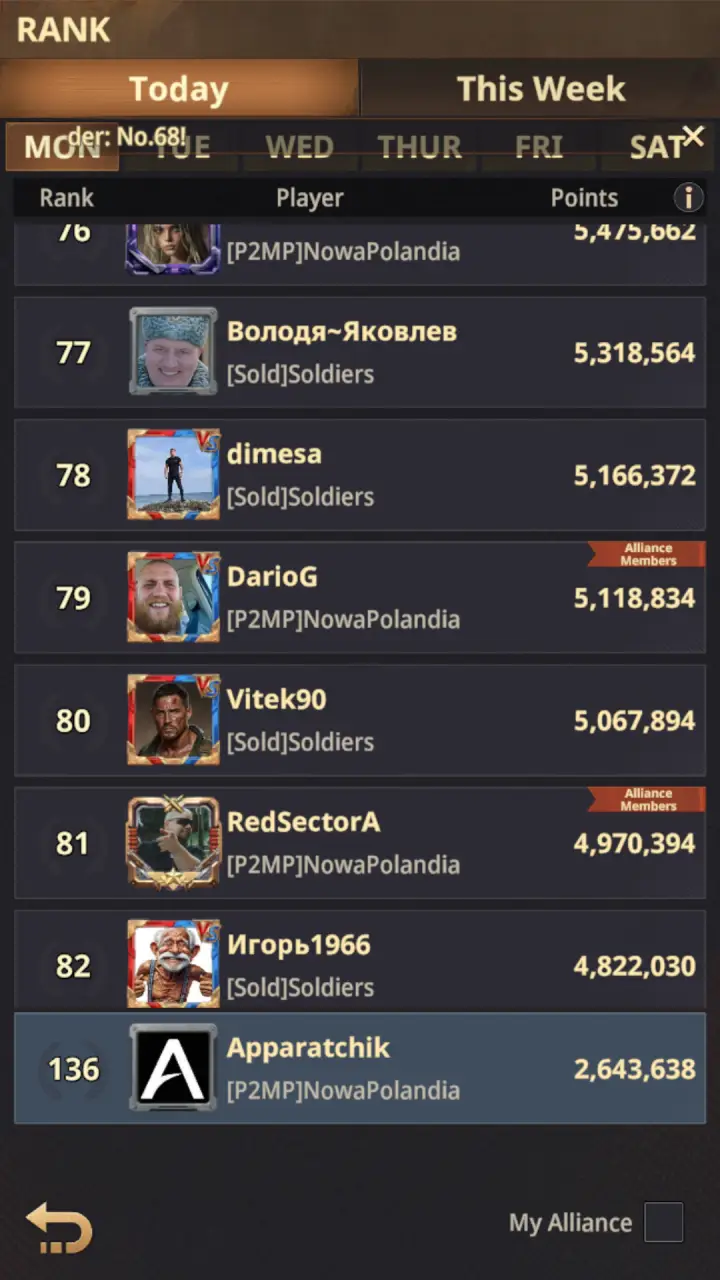 RANK
Today
This Week
der: No.68!
MON
TUE
WED
THUR
FRI
SAT
Rank
Player
Points
76
[P2MP]NowaPolandia
5,475,662
77
Володя~Яковлев
[Sold]Soldiers
5,318,564
78
dimesa
[Sold]Soldiers
5,166,372
Alliance
Members
79
DarioG
[P2MP]NowaPolandia
5,118,834
80
Vitek90
[Sold]Soldiers
5,067,894
Alliance
Members
81
RedSectorA
[P2MP]NowaPolandia
4,970,394
82
Игорь1966
[Sold]Soldiers
4,822,030
136
Apparatchik
[P2MP]NowaPolandia
2,643,638
My Alliance